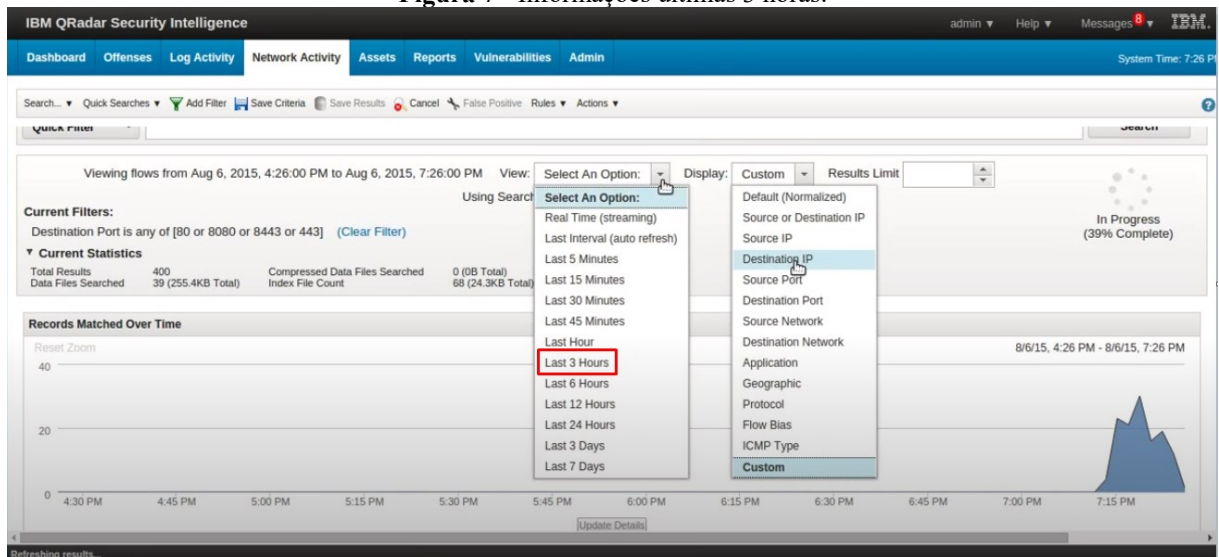 Figura 7 - Informações últimas 3 horas.
IBM QRadar Security Intelligence admin ▼ Help ▼ Messages 8 ▼ IBM.
Dashboard Offenses Log Activity Network Activity Assets Reports Vulnerabilities Admin System Time: 7:26
Search... ▼ Quick Searches ▼ Add Filter Save Criteria Save Results Cancel False Positive Rules ▼ Actions ▼
Quick Filter Search
Viewing flows from Aug 6, 2015, 4:26:00 PM to Aug 6, 2015, 7:26:00 PM View: Select An Option: Display: Custom Results Limit
Using Search
Current Filters:
Destination Port is any of [80 or 8080 or 8443 or 443] (Clear Filter)
▼ Current Statistics
Total Results 400 Compressed Data Files Searched 0 (0B Total)
Data Files Searched 39 (255.4KB Total) Index File Count 68 (24.3KB Total)
In Progress
(39% Complete)
Select An Option:
Real Time (streaming)
Last Interval (auto refresh)
Last 5 Minutes
Last 15 Minutes
Last 30 Minutes
Last 45 Minutes
Last Hour
Last 3 Hours
Last 6 Hours
Last 12 Hours
Last 24 Hours
Last 3 Days
Last 7 Days
Default (Normalized)
Source or Destination IP
Source IP
Destination IP
Source Port
Destination Port
Source Network
Destination Network
Application
Geographic
Protocol
Flow Bias
ICMP Type
Custom
Records Matched Over Time
Reset Zoom 8/6/15, 4:26 PM - 8/6/15, 7:26 PM
40
20
0
4:30 PM 4:45 PM 5:00 PM 5:15 PM 5:30 PM 5:45 PM 6:00 PM 6:15 PM 6:30 PM 6:45 PM 7:00 PM 7:15 PM
Update Details
Refreshing results...